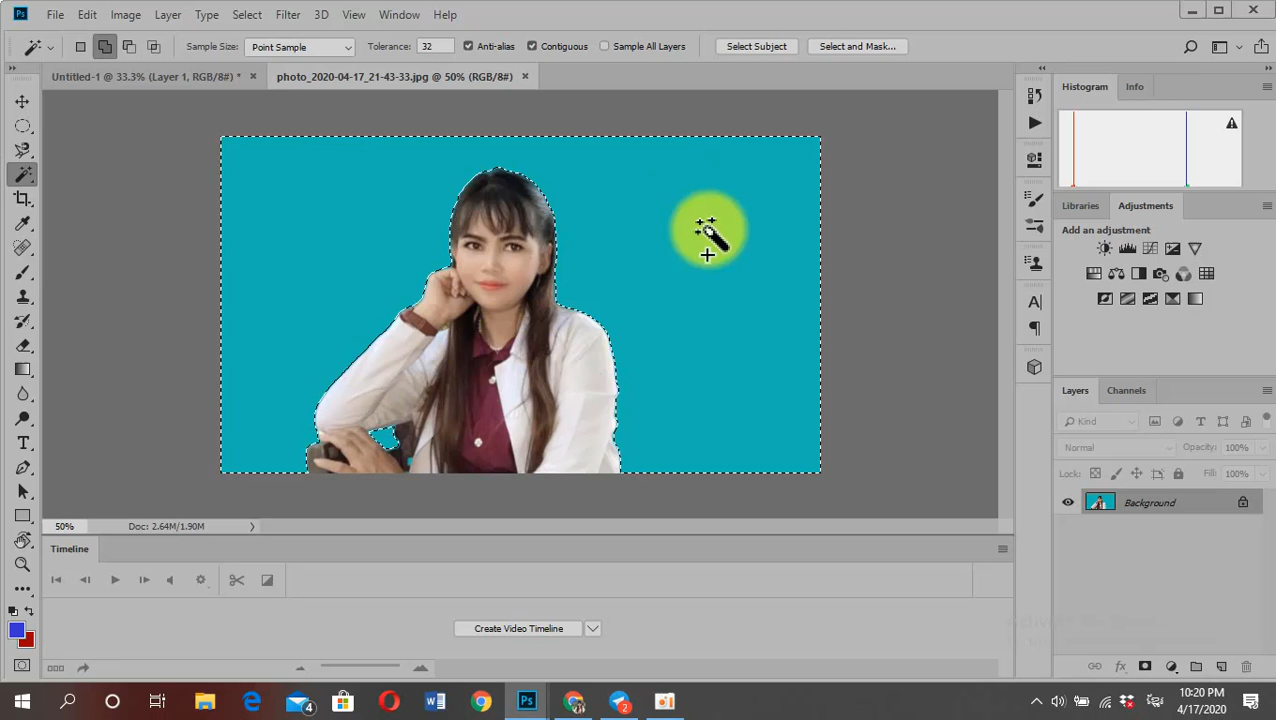 Ps File Edit Image Layer Type Select Filter 3D View Window Help
Sample Size: Point Sample Tolerance: 32 Anti-alias Contiguous Sample All Layers Select Subject Select and Mask...
Untitled-1 @ 33.3% (Layer 1, RGB/8#) * × photo_2020-04-17_21-43-33.jpg @ 50% (RGB/8#) ×
Histogram Info
Libraries Adjustments
Add an adjustment
Layers Channels
Kind
Normal Opacity: 100%
Lock: Fill: 100%
Background
50% Doc: 2.64M/1.90M
Timeline
Create Video Timeline
4 Ps 2
10:20 PM
4/17/2020